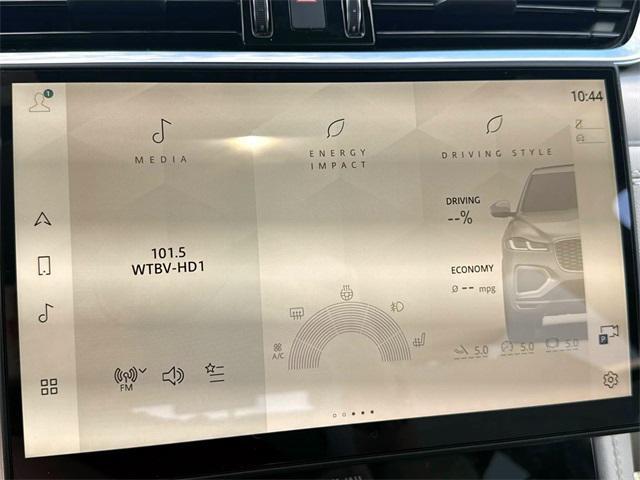 1
10:44
MEDIA
ENERGY
IMPACT
DRIVING STYLE
DRIVING
--%
101.5
WTBV-HD1
ECONOMY
Ø -- mpg
A/C
5.0 5.0 5.0
P
FM